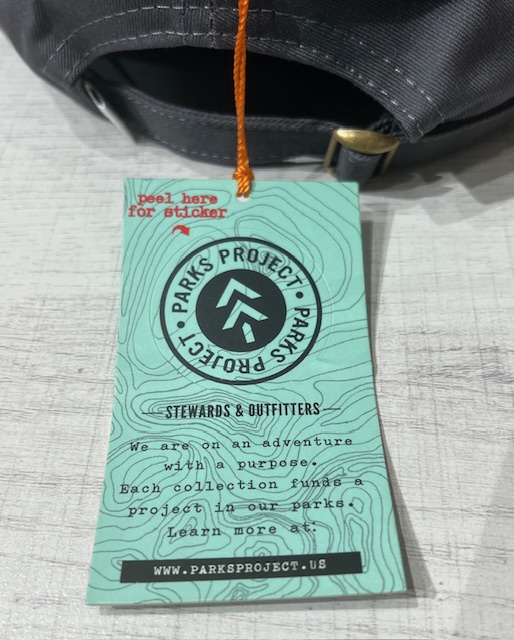 peel here
for sticker
PARKS PROJECT • PARKS PROJECT •
STEWARDS & OUTFITTERS
We are on an adventure
with a purpose.
Each collection funds a
project in our parks.
Learn more at:
WWW.PARKSPROJECT.US